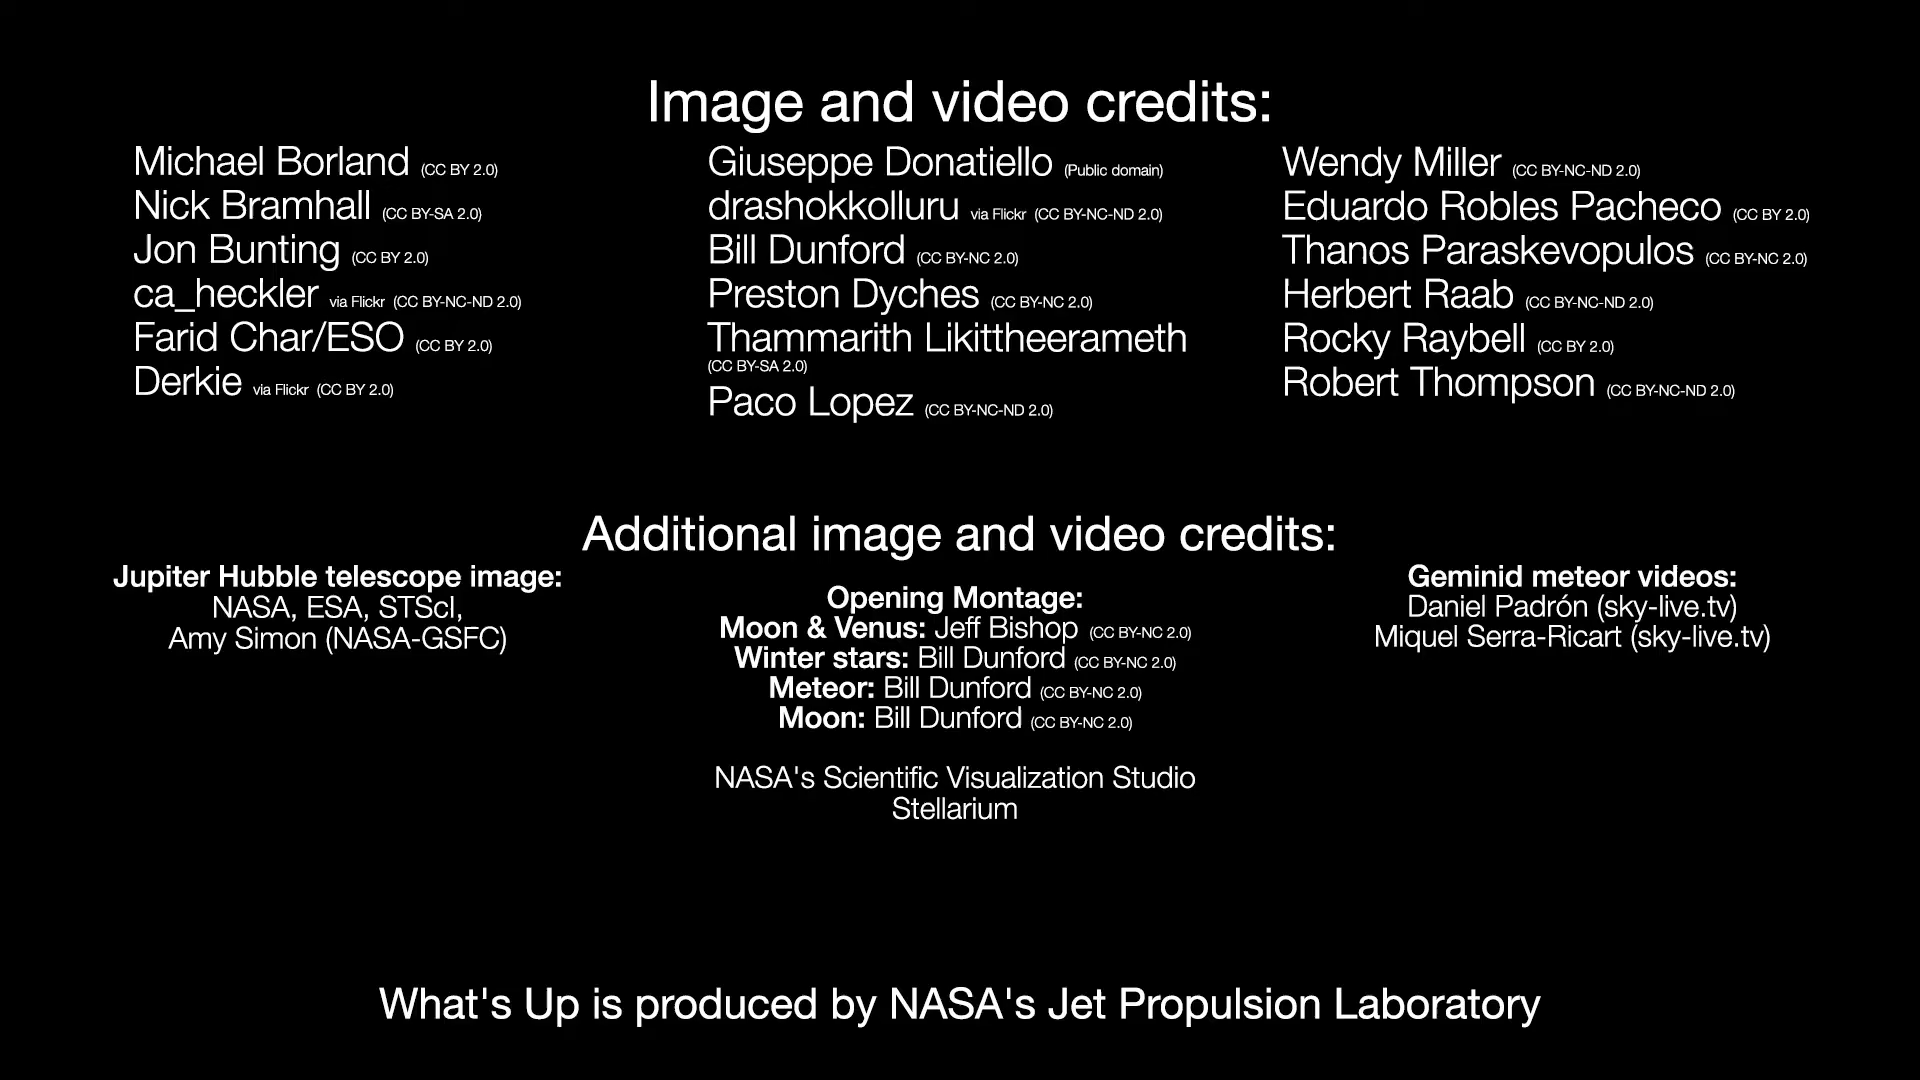 Image and video credits:
Michael Borland (CC BY 2.0)
Nick Bramhall (CC BY-SA 2.0)
Jon Bunting (CC BY 2.0)
ca_heckler via Flickr (CC BY-NC-ND 2.0)
Farid Char/ESO (CC BY 2.0)
Derkie via Flickr (CC BY 2.0)
Giuseppe Donatiello (Public domain)
drashokkolluru via Flickr (CC BY-NC-ND 2.0)
Bill Dunford (CC BY-NC 2.0)
Preston Dyches (CC BY-NC 2.0)
Thammarith Likittheerameth
(CC BY-SA 2.0)
Paco Lopez (CC BY-NC-ND 2.0)
Wendy Miller (CC BY-NC-ND 2.0)
Eduardo Robles Pacheco (CC BY 2.0)
Thanos Paraskevopulos (CC BY-NC 2.0)
Herbert Raab (CC BY-NC-ND 2.0)
Rocky Raybell (CC BY 2.0)
Robert Thompson (CC BY-NC-ND 2.0)
Additional image and video credits:
Jupiter Hubble telescope image:
NASA, ESA, STScI,
Amy Simon (NASA-GSFC)
Opening Montage:
Moon & Venus: Jeff Bishop (CC BY-NC 2.0)
Winter stars: Bill Dunford (CC BY-NC 2.0)
Meteor: Bill Dunford (CC BY-NC 2.0)
Moon: Bill Dunford (CC BY-NC 2.0)
NASA's Scientific Visualization Studio
Stellarium
Geminid meteor videos:
Daniel Padrón (sky-live.tv)
Miquel Serra-Ricart (sky-live.tv)
What's Up is produced by NASA's Jet Propulsion Laboratory